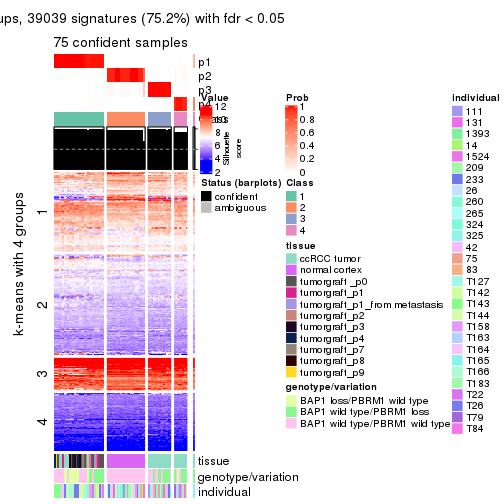 ups, 39039 signatures (75.2%) with fdr < 0.05
75 confident samples
p1
p2
p3
p4
k-means with 4 groups
1
2
3
4
Value
12
10
8
6
4
2
Silhouette
score
Status (barplots)
confident
ambiguous
Prob
1
0.8
0.6
0.4
0.2
0
Class
1
2
3
4
tissue
ccRCC tumor
normal cortex
tumorgraft _p0
tumorgraft_p1
tumorgraft_p1_from metastasis
tumorgraft_p2
tumorgraft_p3
tumorgraft_p4
tumorgraft_p7
tumorgraft_p8
tumorgraft_p9
genotype/variation
BAP1 loss/PBRM1 wild type
BAP1 wild type/PBRM1 loss
BAP1 wild type/PBRM1 wild type
individual
111
131
1393
14
1524
209
233
26
260
265
324
325
42
75
83
T127
T142
T143
T144
T158
T163
T164
T165
T166
T183
T22
T26
T79
T84
tissue
genotype/variation
individual